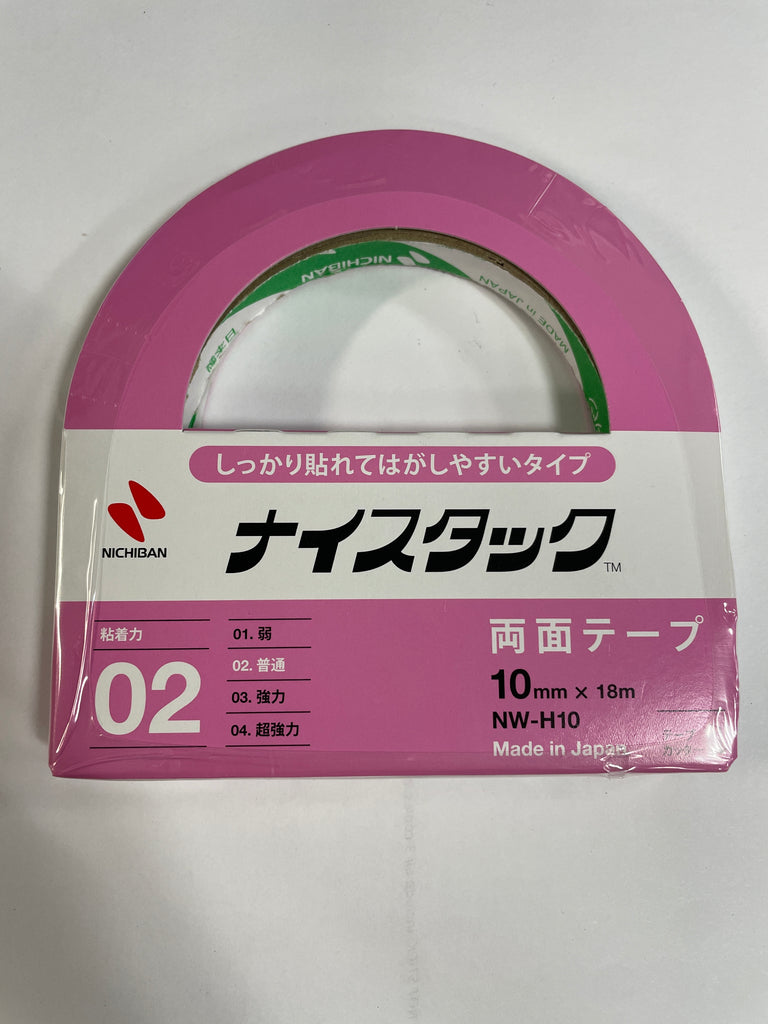 NICHIBAN
MADE in JAPAN
日本製
しっかり貼れてはがしやすいタイプ
NICHIBAN
ナイスタック™
粘着力
02
01. 弱
02. 普通
03. 強力
04. 超強力
両面テープ
10mm × 18m
NW-H10
Made in Japan